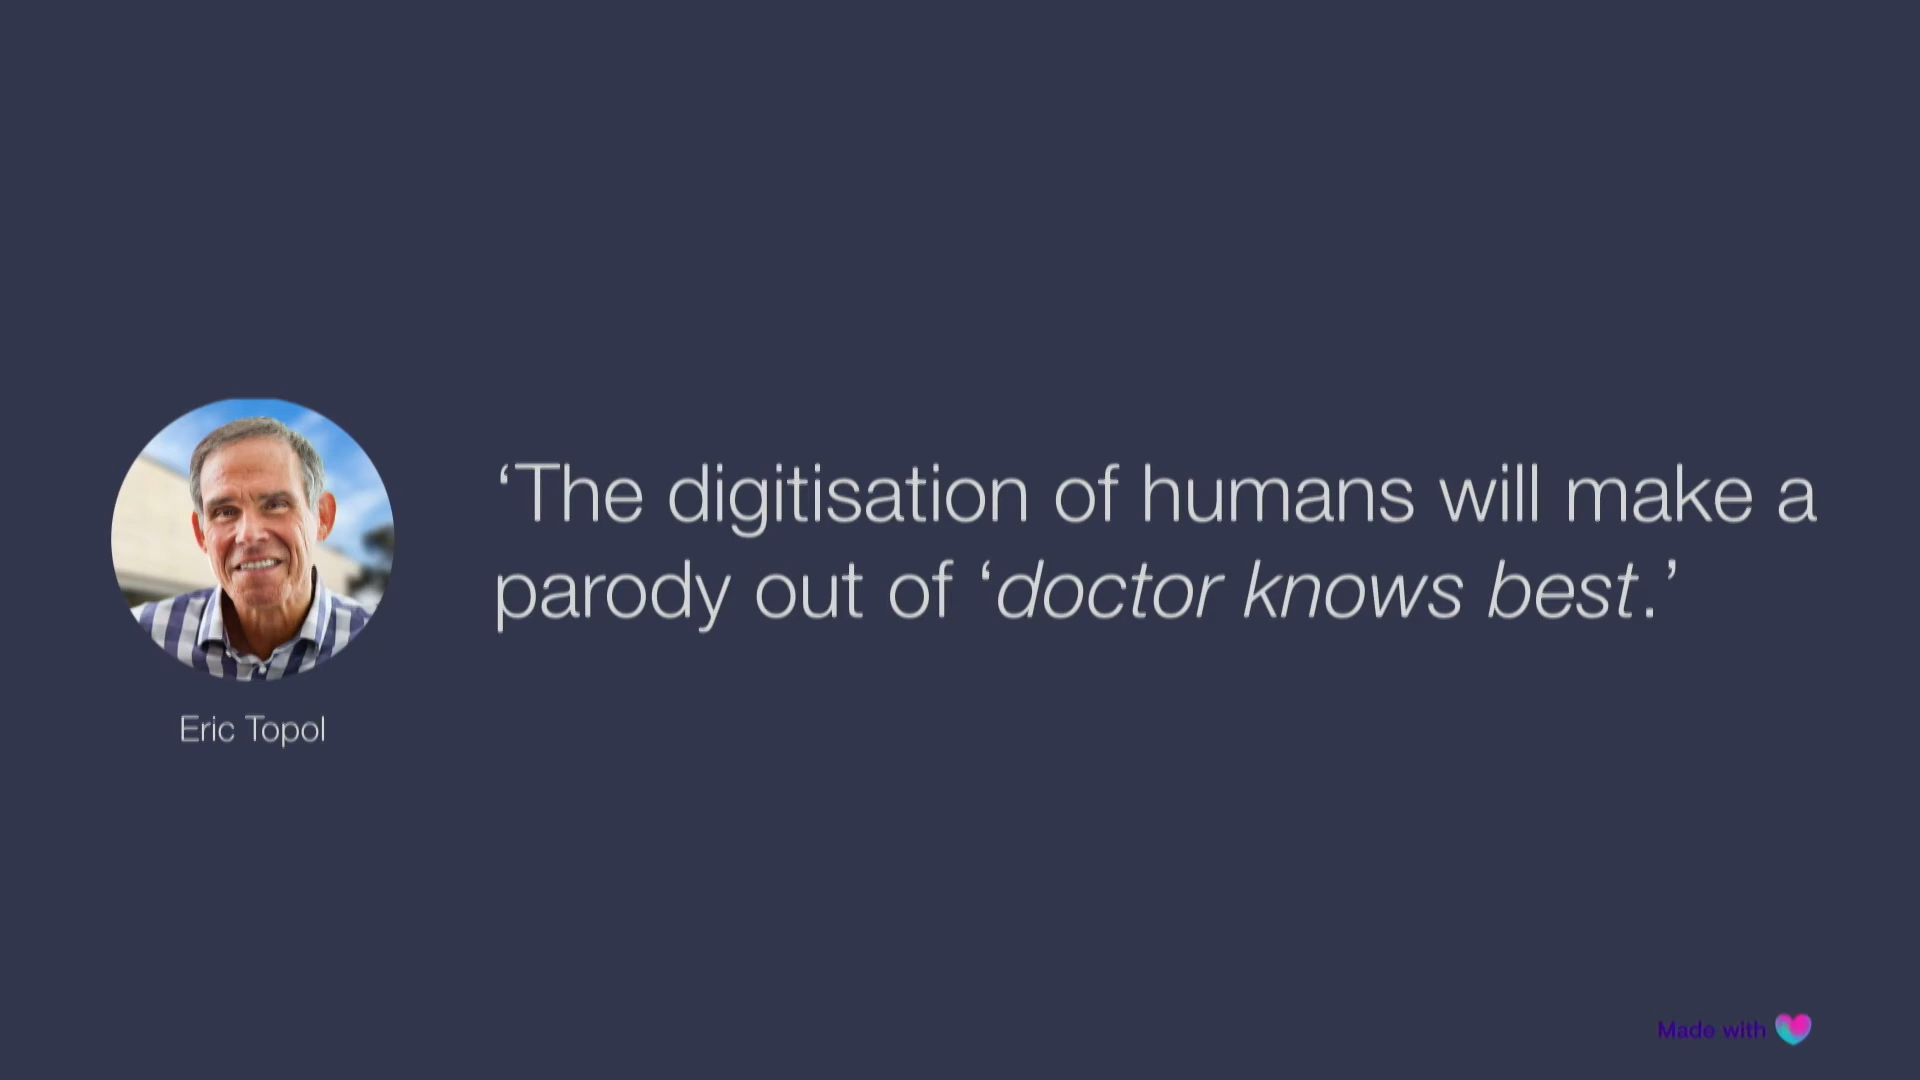 ‘The digitisation of humans will make a
parody out of ‘doctor knows best.’
Eric Topol
Made with